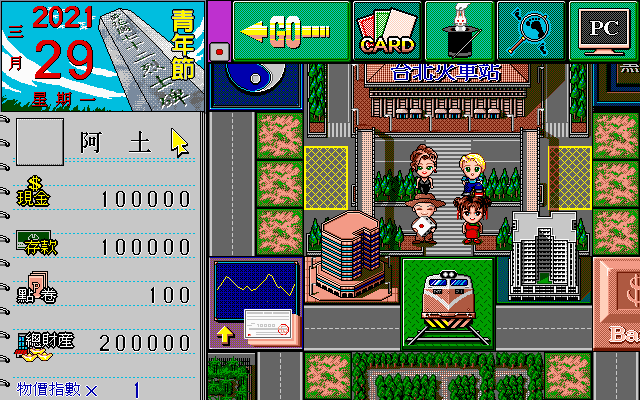 2021
三月
29
星期一
青年節
GO
CARD
PC
台北火車站
阿土
$
現金 100000
存款 100000
點卷 100
總財產 200000
物價指數 × 1
$
Ba